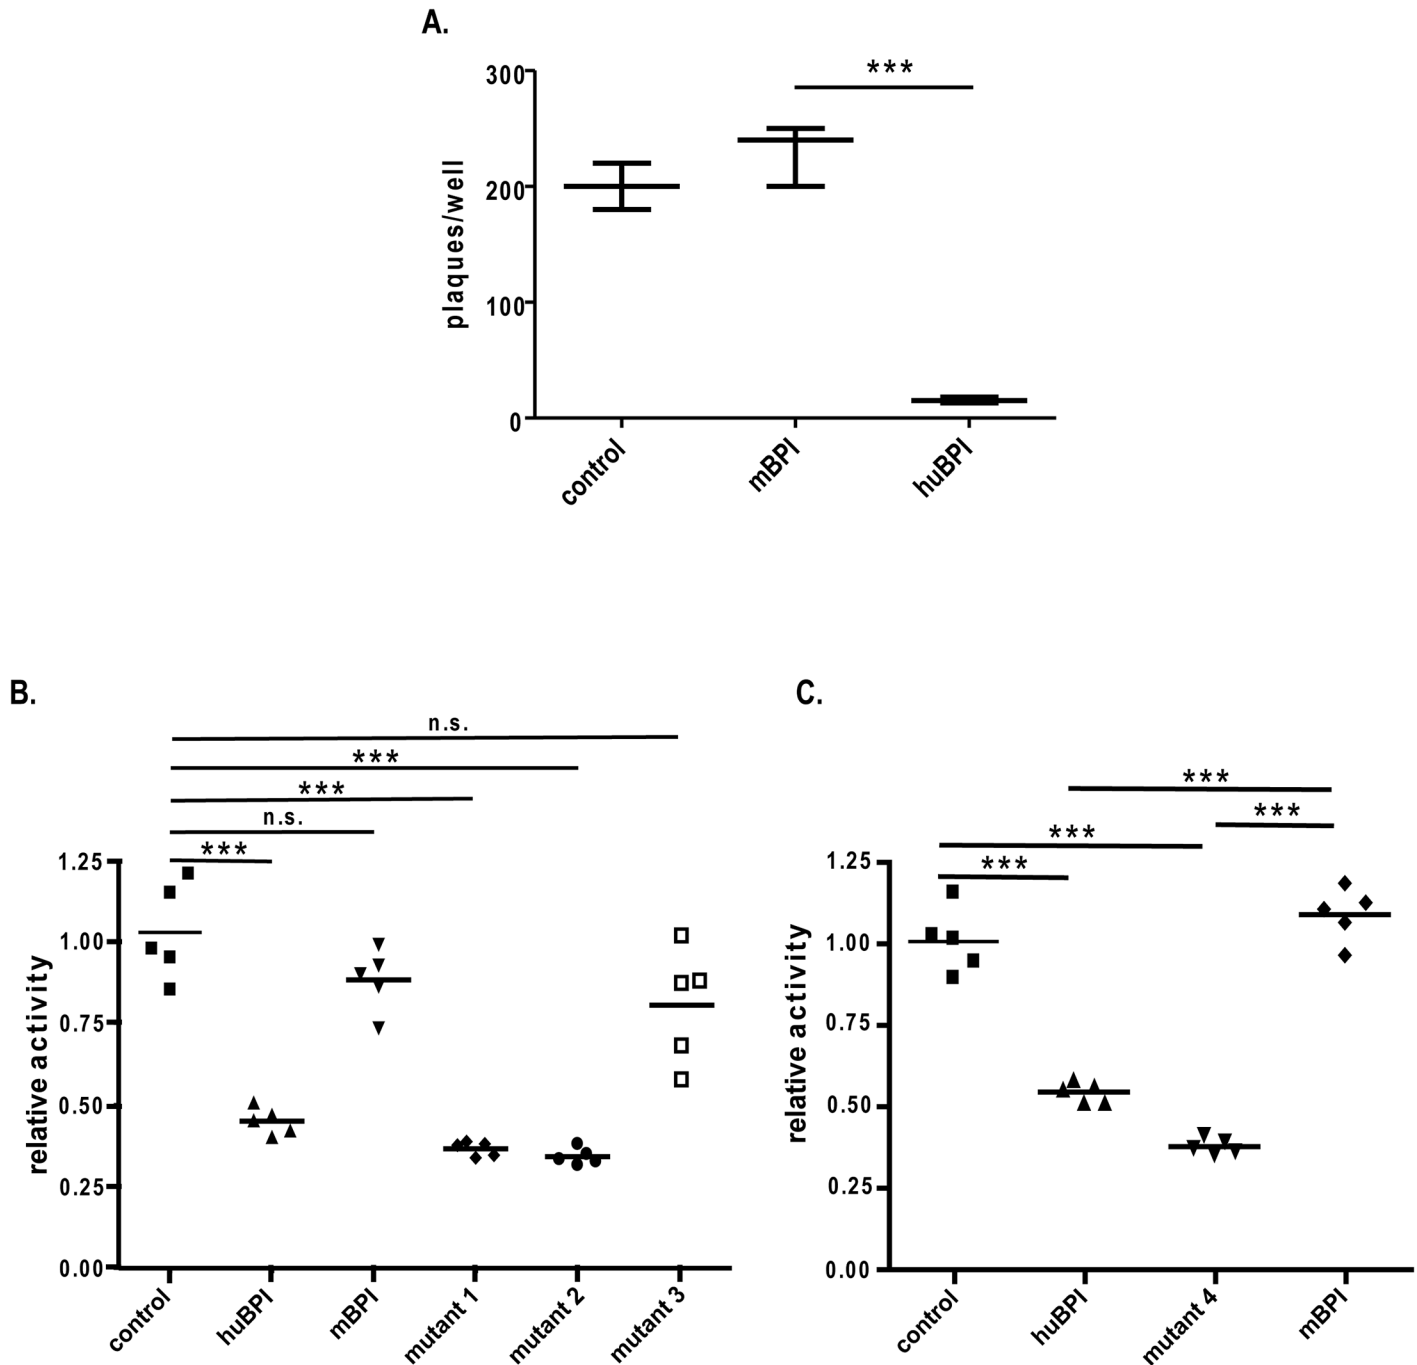 A.
300
200
100
0
plaques/well
***
control
mBPI
huBPI
B.
n.s.
***
***
n.s.
***
1.25
1.00
0.75
0.50
0.25
0.00
relative activity
control
huBPI
mBPI
mutant 1
mutant 2
mutant 3
C.
***
***
***
***
1.25
1.00
0.75
0.50
0.25
0.00
relative activity
control
huBPI
mutant 4
mBPI